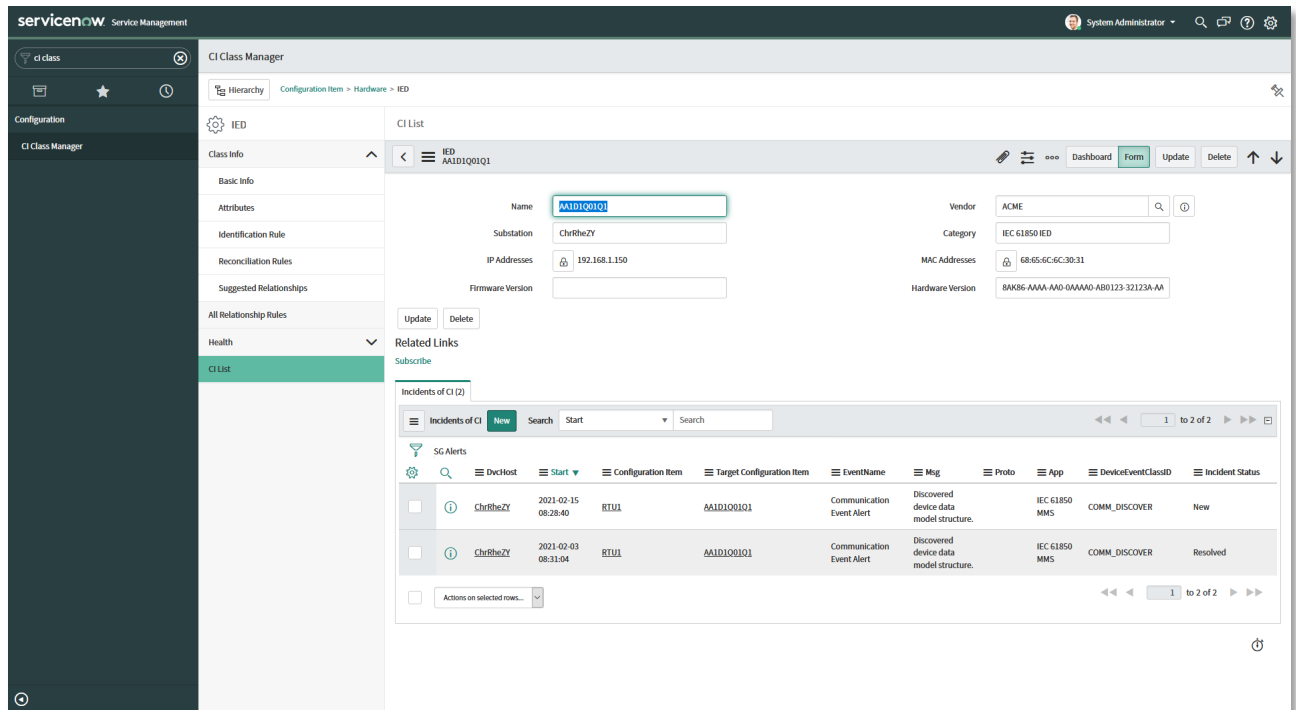 servicenow Service Management
System Administrator
ci class
Configuration
CI Class Manager
CI Class Manager
Hierarchy
Configuration Item > Hardware > IED
IED
Class Info
Basic Info
Attributes
Identification Rule
Reconciliation Rules
Suggested Relationships
All Relationship Rules
Health
CI List
CI List
IED
AA1D1Q01Q1
Dashboard Form Update Delete
Name AA1D1Q01Q1
Vendor ACME
Substation ChrRheZY
Category IEC 61850 IED
IP Addresses 192.168.1.150
MAC Addresses 68:65:6C:6C:30:31
Firmware Version
Hardware Version 8AK86-AAAA-AA0-0AAAA0-AB0123-32123A-AA
Update Delete
Related Links
Subscribe
Incidents of CI (2)
Incidents of CI New Search Start Search 1 to 2 of 2
SG Alerts
DvcHost Start Configuration Item Target Configuration Item EventName Msg Proto App DeviceEventClassID Incident Status
ChrRheZY 2021-02-15 08:28:40 RTU1 AA1D1Q01Q1 Communication Event Alert Discovered device data model structure. IEC 61850 MMS COMM_DISCOVER New
ChrRheZY 2021-02-03 08:31:04 RTU1 AA1D1Q01Q1 Communication Event Alert Discovered device data model structure. IEC 61850 MMS COMM_DISCOVER Resolved
Actions on selected rows... 1 to 2 of 2